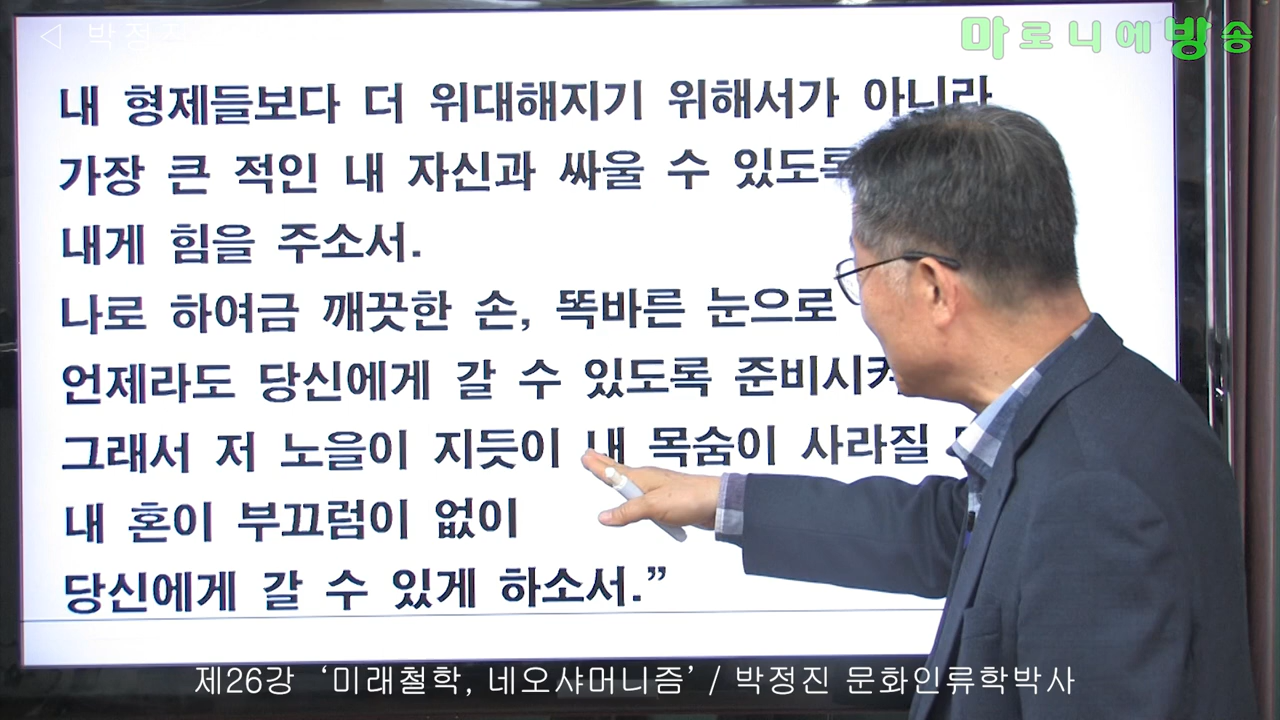 ◁ 박정진
마로니에방송
내 형제들보다 더 위대해지기 위해서가 아니라
가장 큰 적인 내 자신과 싸울 수 있도록
내게 힘을 주소서.
나로 하여금 깨끗한 손, 똑바른 눈으로
언제라도 당신에게 갈 수 있도록
그래서 저 노을이 지듯이 내 목숨이 사라질
내 혼이 부끄럼이 없이
당신에게 갈 수 있게 하소서.”
제26강 ‘미래철학, 네오샤머니즘’ / 박정진 문화인류학박사